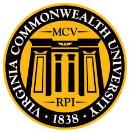 VIRGINIA COMMONWEALTH UNIVERSITY
MCV
RPI
• 1838 •